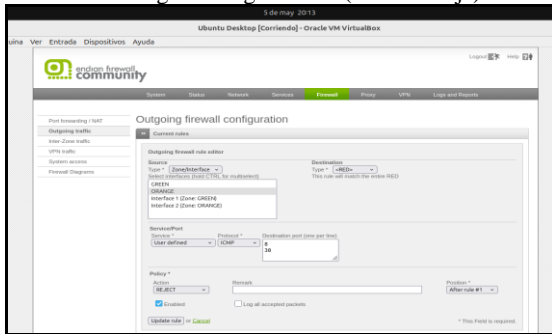 5 de may 20:13
Ubuntu Desktop [Corriendo] - Oracle VM VirtualBox
uina Ver Entrada Dispositivos Ayuda
endian firewall community
Logout Help
System Status Network Services Firewall Proxy VPN Logs and Reports
Port forwarding / NAT
Outgoing traffic
Inter-Zone traffic
VPN traffic
System access
Firewall Diagrams
Outgoing firewall configuration
Current rules
Outgoing firewall rule editor
Source
Type * Zone/Interface
Select interfaces (hold CTRL for multiselect)
GREEN
ORANGE
Interface 1 (Zone: GREEN)
Interface 2 (Zone: ORANGE)
Destination
Type * <RED>
This rule will match the entire RED
Service/Port
Service * Protocol * Destination port (one per line)
User defined ICMP 8
30
Policy *
Action Remark Position *
REJECT After rule #1
Enabled Log all accepted packets
Update rule or Cancel * This Field is required.